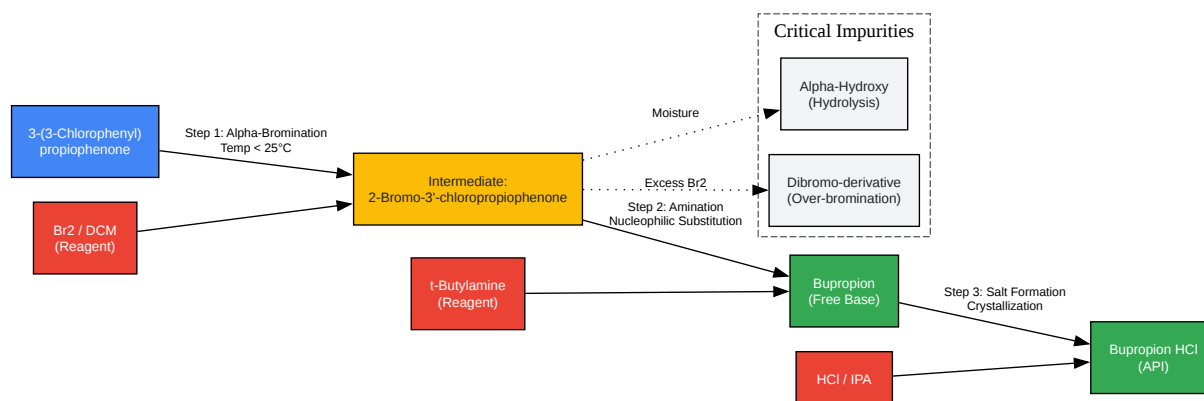 Critical Impurities
Alpha-Hydroxy
(Hydrolysis)
Moisture
3-(3-Chlorophenyl)
propiophenone
Step 1: Alpha-Bromination
Temp < 25°C
Intermediate:
2-Bromo-3'-chloropropiophenone
Excess Br2
Dibromo-derivative
(Over-bromination)
Br2 / DCM
(Reagent)
Step 2: Amination
Nucleophilic Substitution
t-Butylamine
(Reagent)
Bupropion
(Free Base)
Step 3: Salt Formation
Crystallization
HCl / IPA
Bupropion HCl
(API)